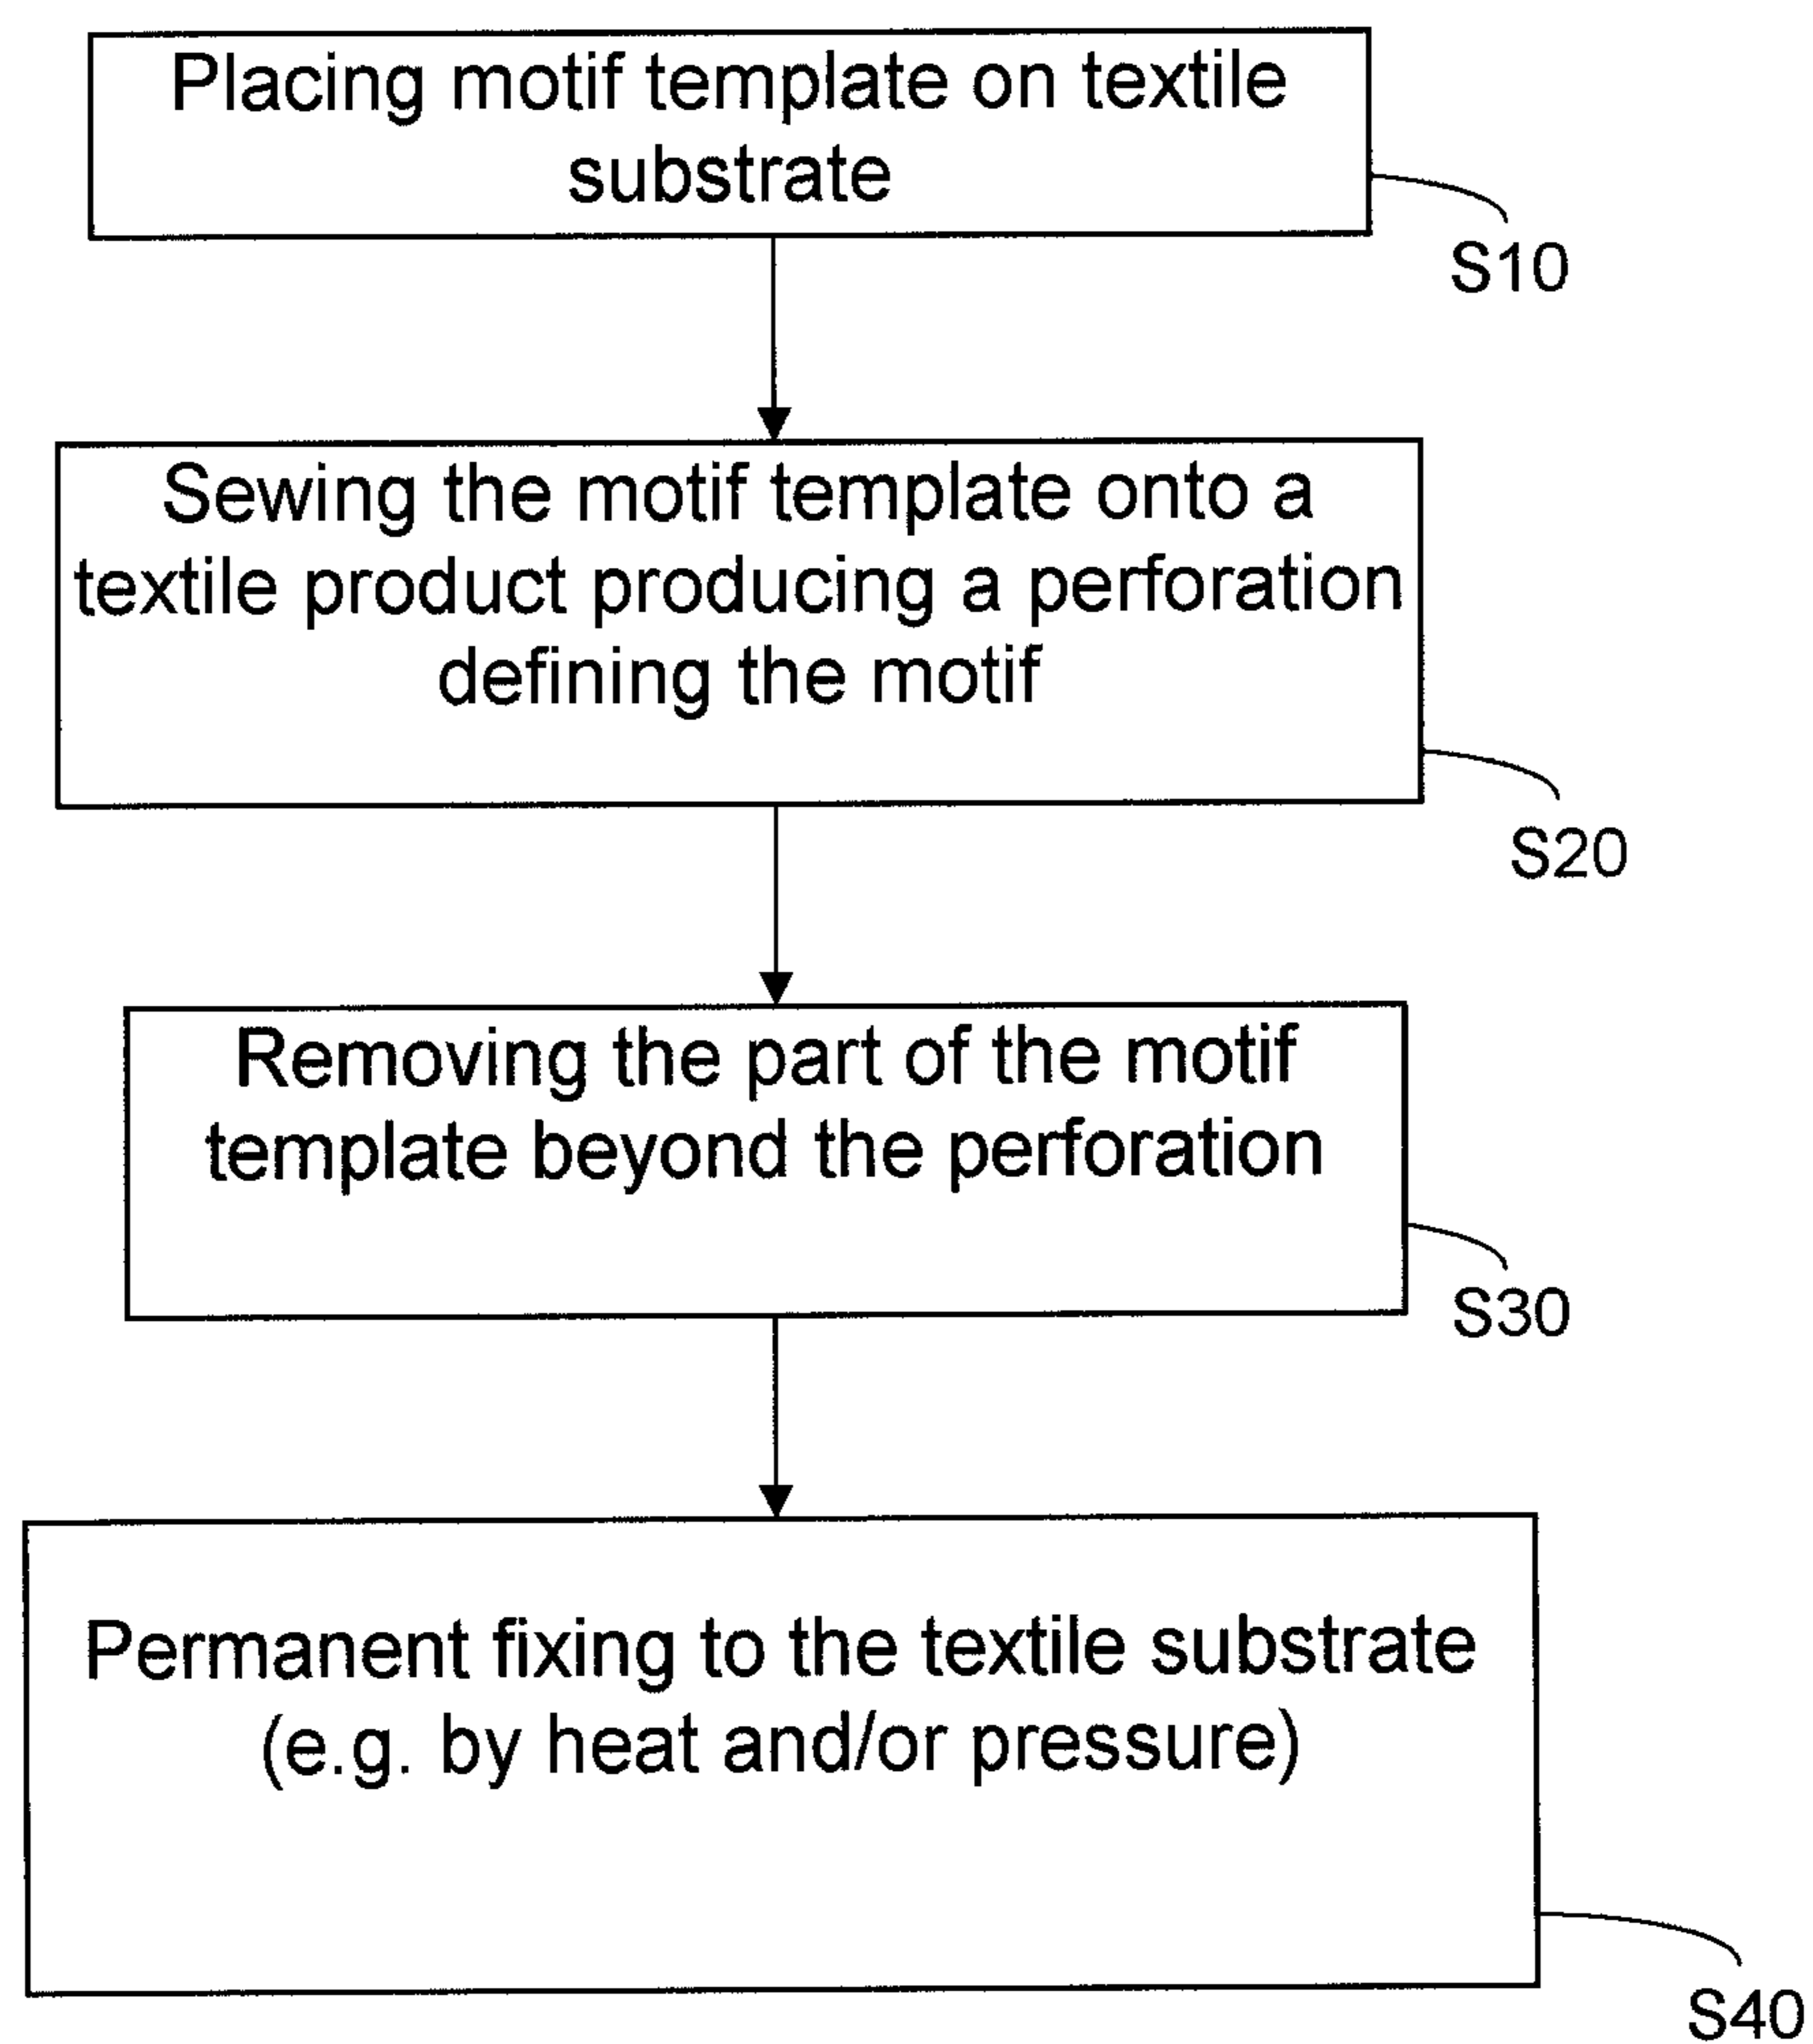 Placing motif template on textile
substrate
S10
Sewing the motif template onto a
textile product producing a perforation
defining the motif
S20
Removing the part of the motif
template beyond the perforation
S30
Permanent fixing to the textile substrate
(e.g. by heat and/or pressure)
S40